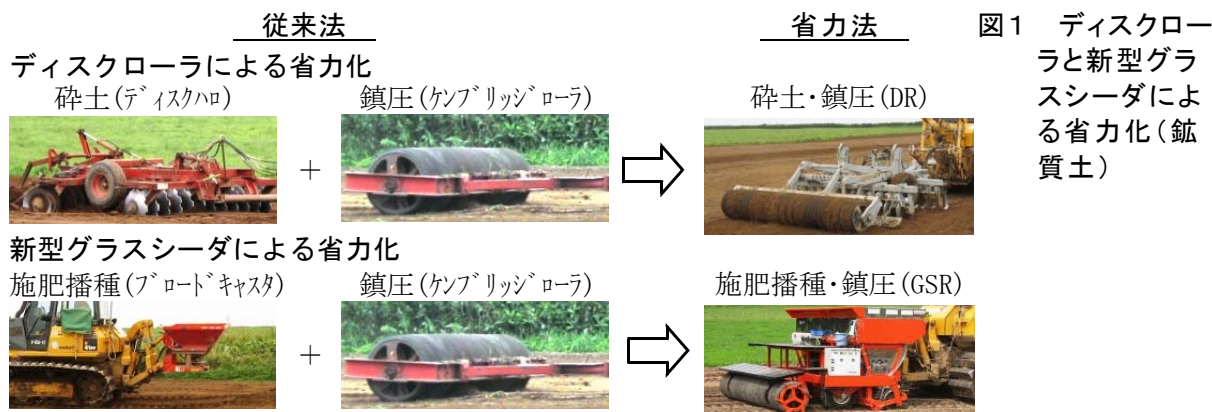 従来法
省力法
図1 ディスクロー
ラと新型グラ
スシーダによ
る省力化(鉱
質土)
ディスクローラによる省力化
砕土(ディスクハロ)
鎮圧(ケンブリッジローラ)
砕土・鎮圧(DR)
+
新型グラスシーダによる省力化
施肥播種(ブロードキャスタ)
鎮圧(ケンブリッジローラ)
施肥播種・鎮圧(GSR)
+